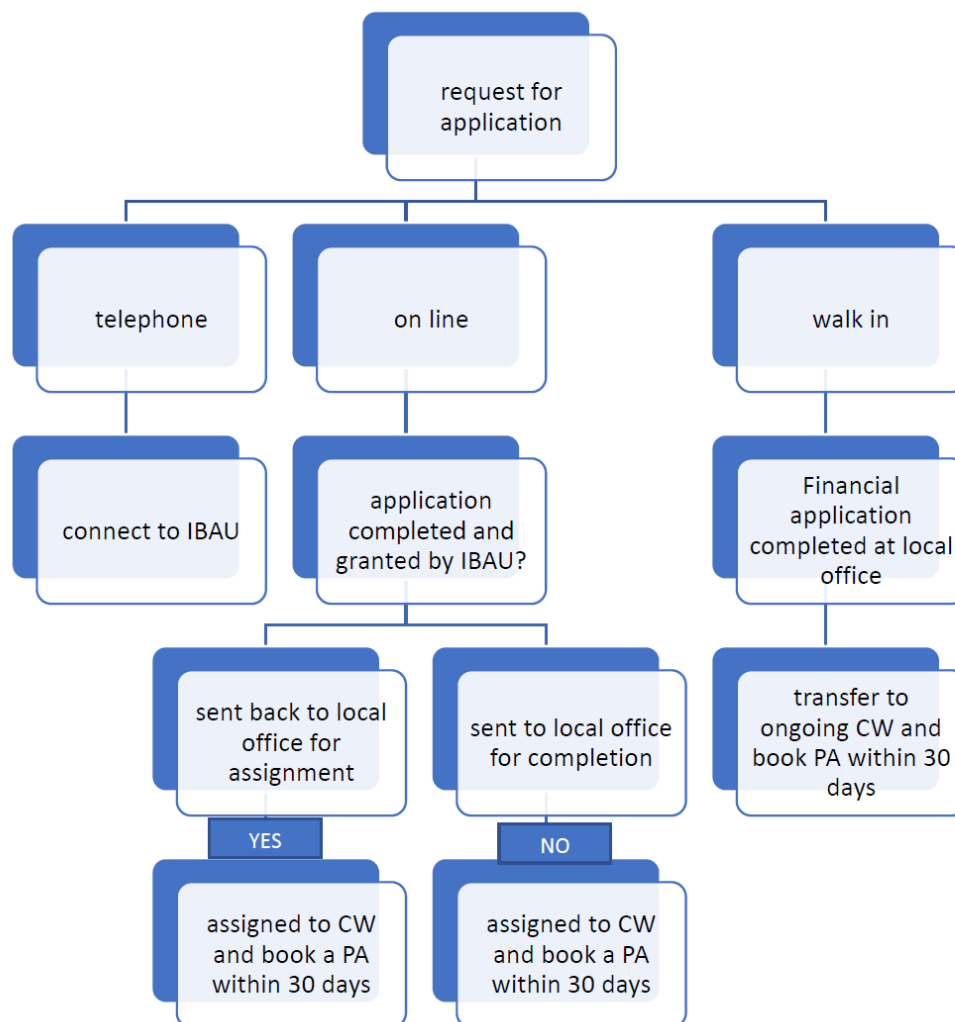 request for
application
telephone
on line
walk in
connect to IBAU
application
completed and
granted by IBAU?
Financial
application
completed at local
office
sent back to local
office for
assignment
sent to local office
for completion
transfer to
ongoing CW and
book PA within 30
days
YES
NO
assigned to CW
and book a PA
within 30 days
assigned to CW
and book a PA
within 30 days